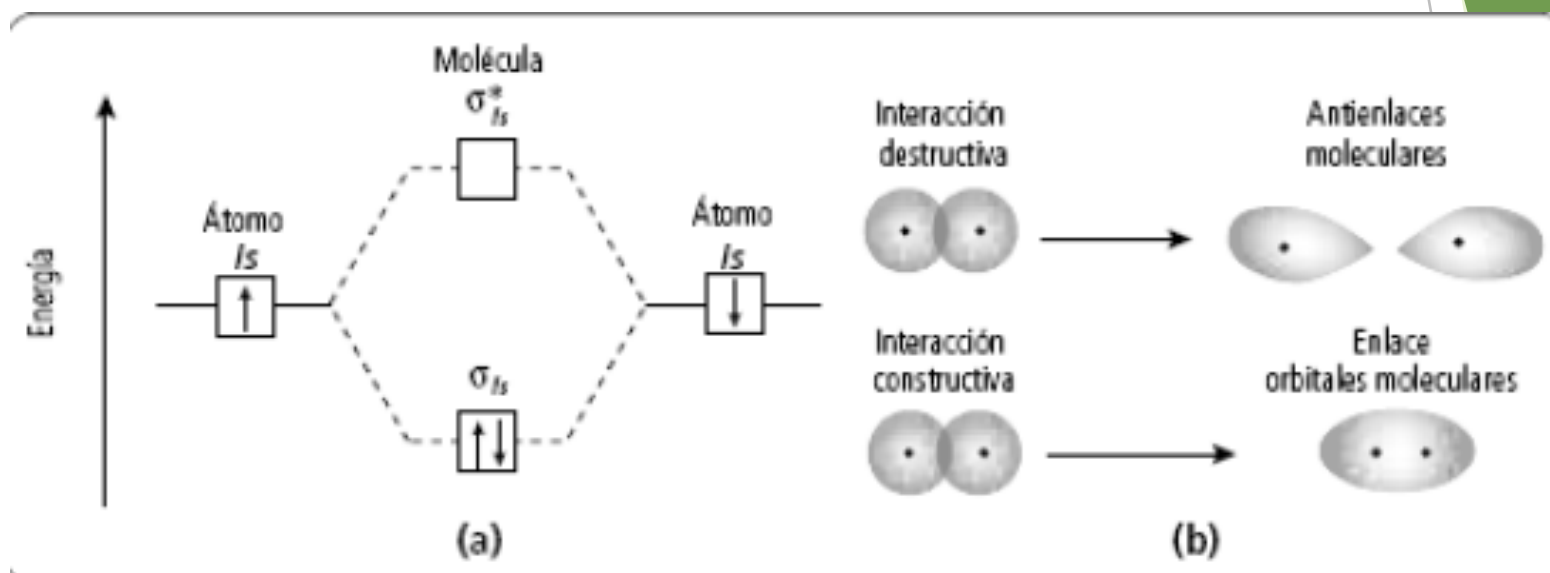 Energía
Molécula
σ*1s
Átomo
1s
Átomo
1s
σ1s
(a)
Interacción
destructiva
Antienlaces
moleculares
Interacción
constructiva
Enlace
orbitales moleculares
(b)